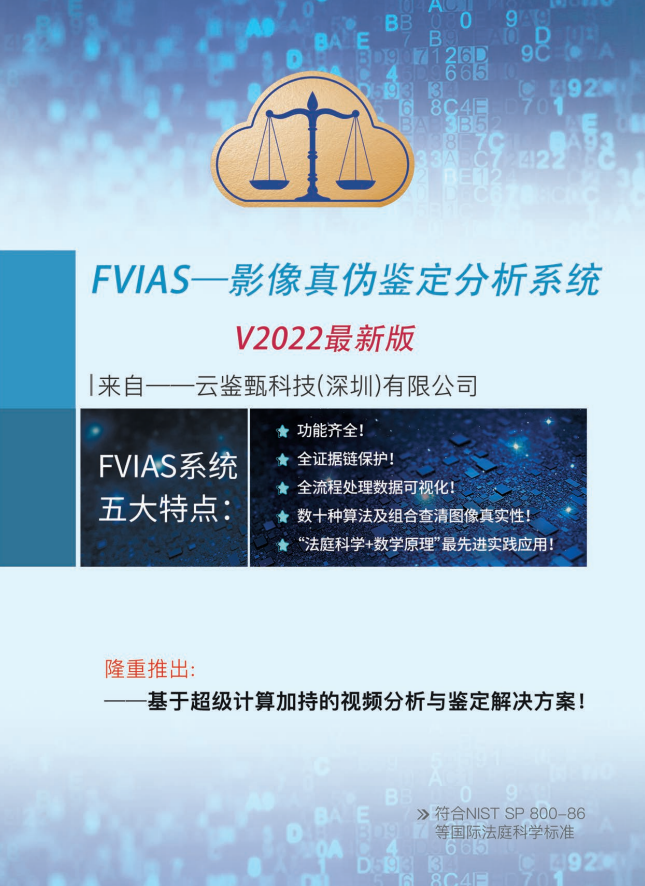 FVIAS—影像真伪鉴定分析系统
V2022最新版
来自——云鉴甄科技(深圳)有限公司
FVIAS系统
五大特点：
功能齐全！
全证据链保护！
全流程处理数据可视化！
数十种算法及组合查清图像真实性！
“法庭科学+数学原理”最先进实践应用！
隆重推出:
——基于超级计算加持的视频分析与鉴定解决方案！
» 符合NIST SP 800-86
等国际法庭科学标准